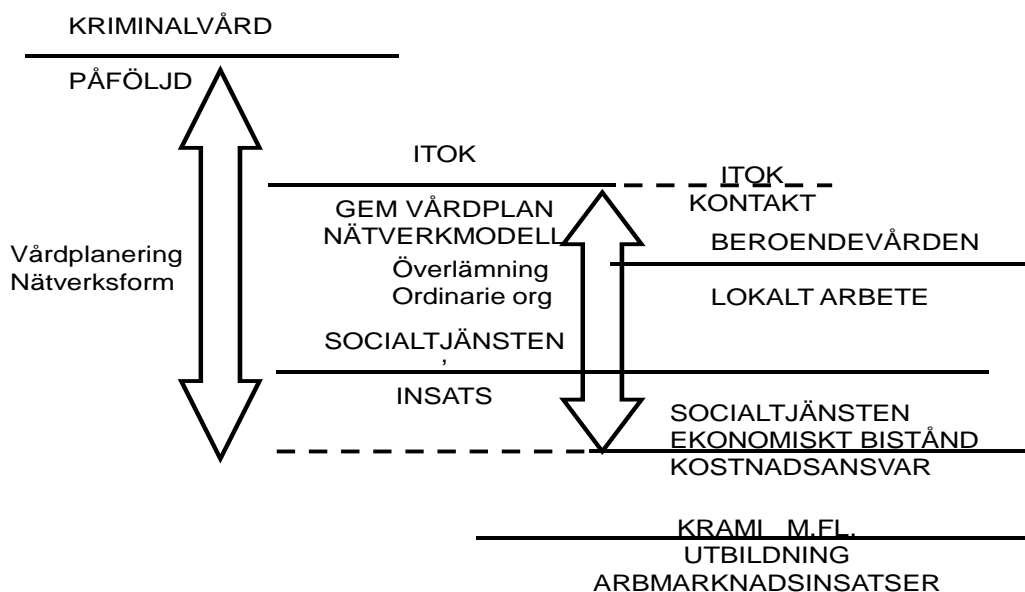 KRIMINALVÅRD
PÅFÖLJD
Vårdplanering
Nätverksform
ITOK
GEM VÅRDPLAN
NÄTVERKMODELL
Överlämning
Ordinarie org
SOCIALTJÄNSTEN
,
INSATS
ITOK
KONTAKT
BEROENDEVÅRDEN
LOKALT ARBETE
SOCIALTJÄNSTEN
EKONOMISKT BISTÅND
KOSTNADSANSVAR
KRAMI M.FL.
UTBILDNING
ARBMARKNADSINSATSER